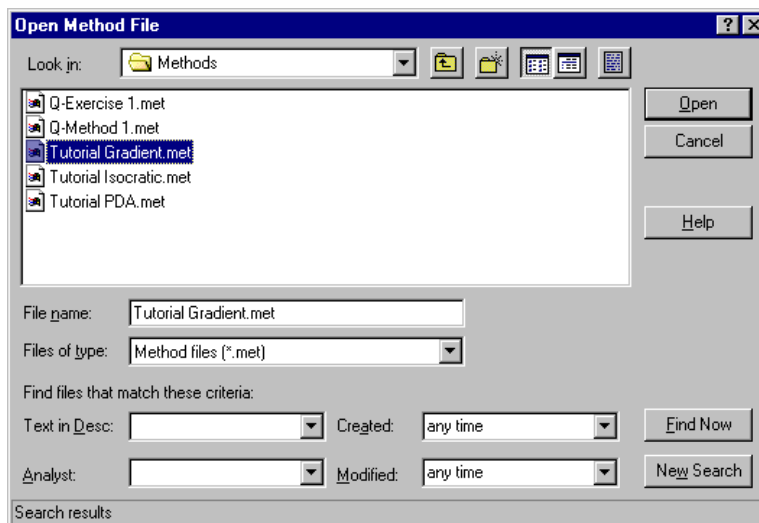 Open Method File
Look in: Methods
Q-Exercise 1.met
Q-Method 1.met
Tutorial Gradient.met
Tutorial Isocratic.met
Tutorial PDA.met
Open
Cancel
Help
File name: Tutorial Gradient.met
Files of type: Method files (*.met)
Find files that match these criteria:
Text in Desc: Created: any time Find Now
Analyst: Modified: any time New Search
Search results